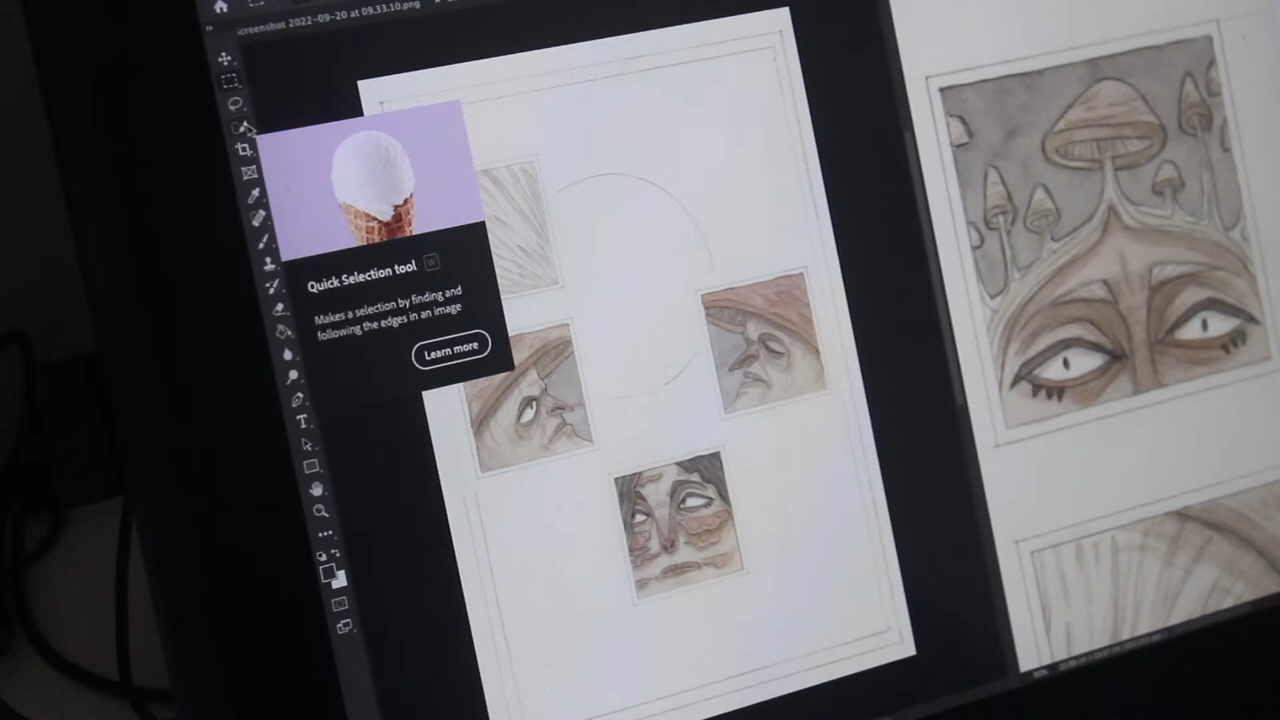 creenshot 2022-09-20 at 09.33.10.png
Quick Selection tool W
Makes a selection by finding and
following the edges in an image
Learn more
T